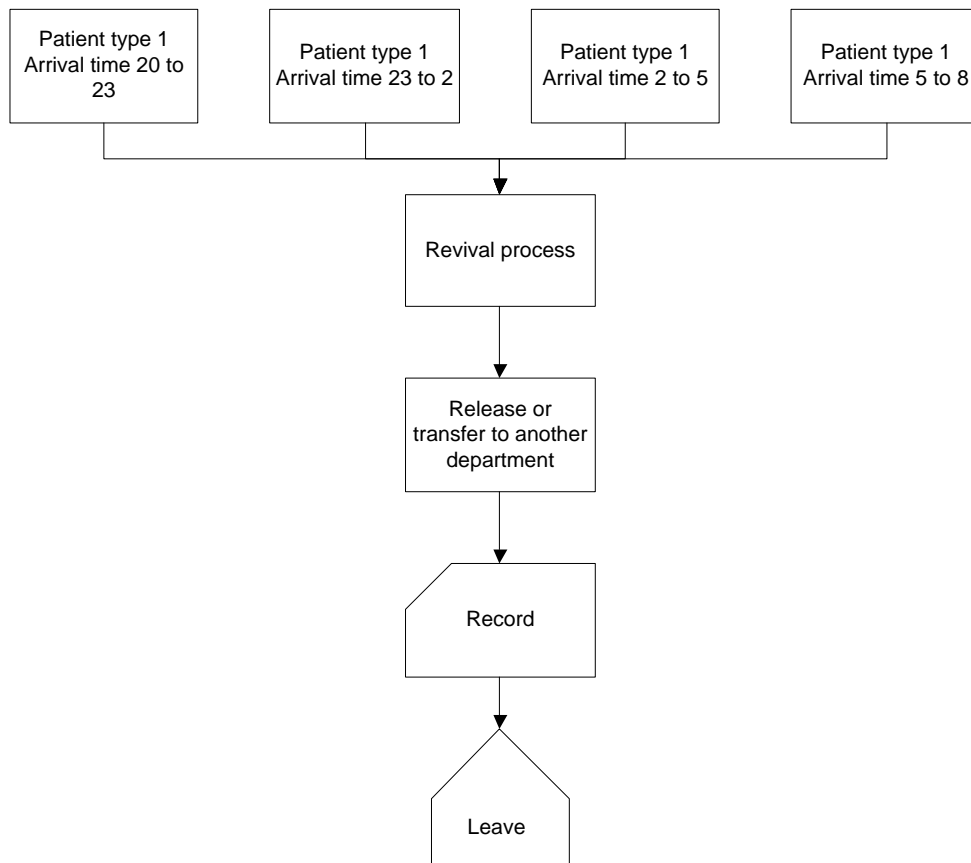 Patient type 1
Arrival time 20 to
23
Patient type 1
Arrival time 23 to 2
Patient type 1
Arrival time 2 to 5
Patient type 1
Arrival time 5 to 8
Revival process
Release or
transfer to another
department
Record
Leave